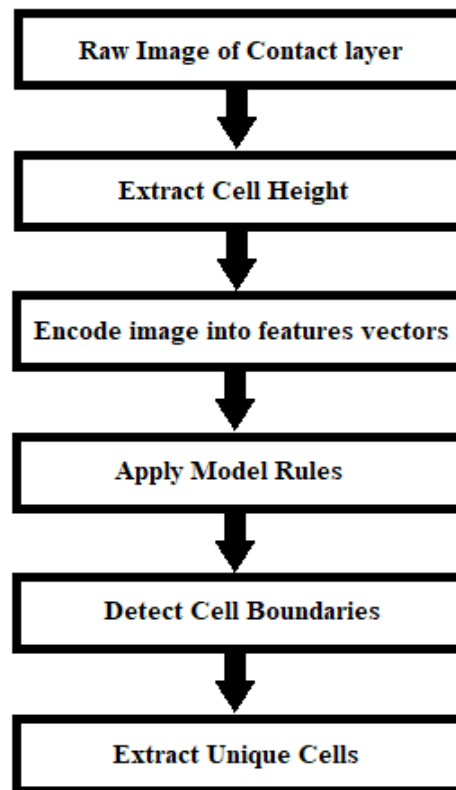 Raw Image of Contact layer
Extract Cell Height
Encode image into features vectors
Apply Model Rules
Detect Cell Boundaries
Extract Unique Cells